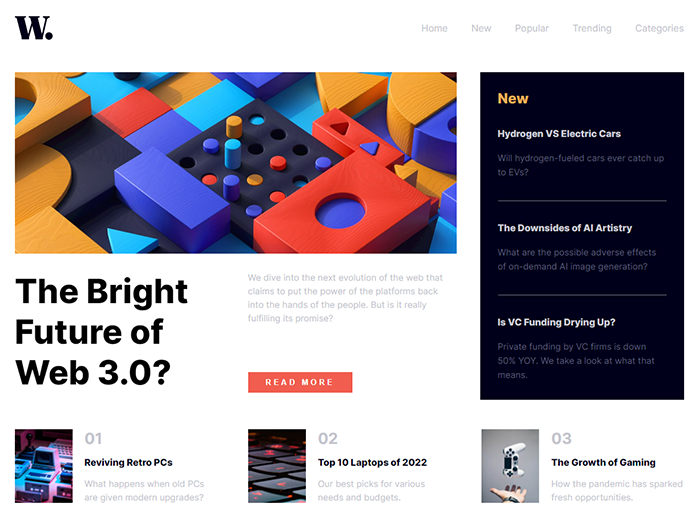 W.
Home New Popular Trending Categories
The Bright
Future of
Web 3.0?
We dive into the next evolution of the web that
claims to put the power of the platforms back
into the hands of the people. But is it really
fulfilling its promise?
READ MORE
New
Hydrogen VS Electric Cars
Will hydrogen-fueled cars ever catch up
to EVs?
The Downsides of AI Artistry
What are the possible adverse effects
of on-demand AI image generation?
Is VC Funding Drying Up?
Private funding by VC firms is down
50% YOY. We take a look at what that
means.
01
Reviving Retro PCs
What happens when old PCs
are given modern upgrades?
02
Top 10 Laptops of 2022
Our best picks for various
needs and budgets.
03
The Growth of Gaming
How the pandemic has sparked
fresh opportunities.